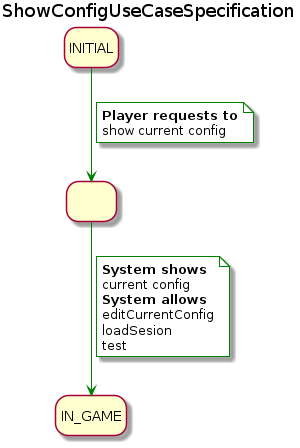 ShowConfigUseCaseSpecification
INITIAL
Player requests to
show current config
System shows
current config
System allows
editCurrentConfig
loadSesion
test
IN_GAME